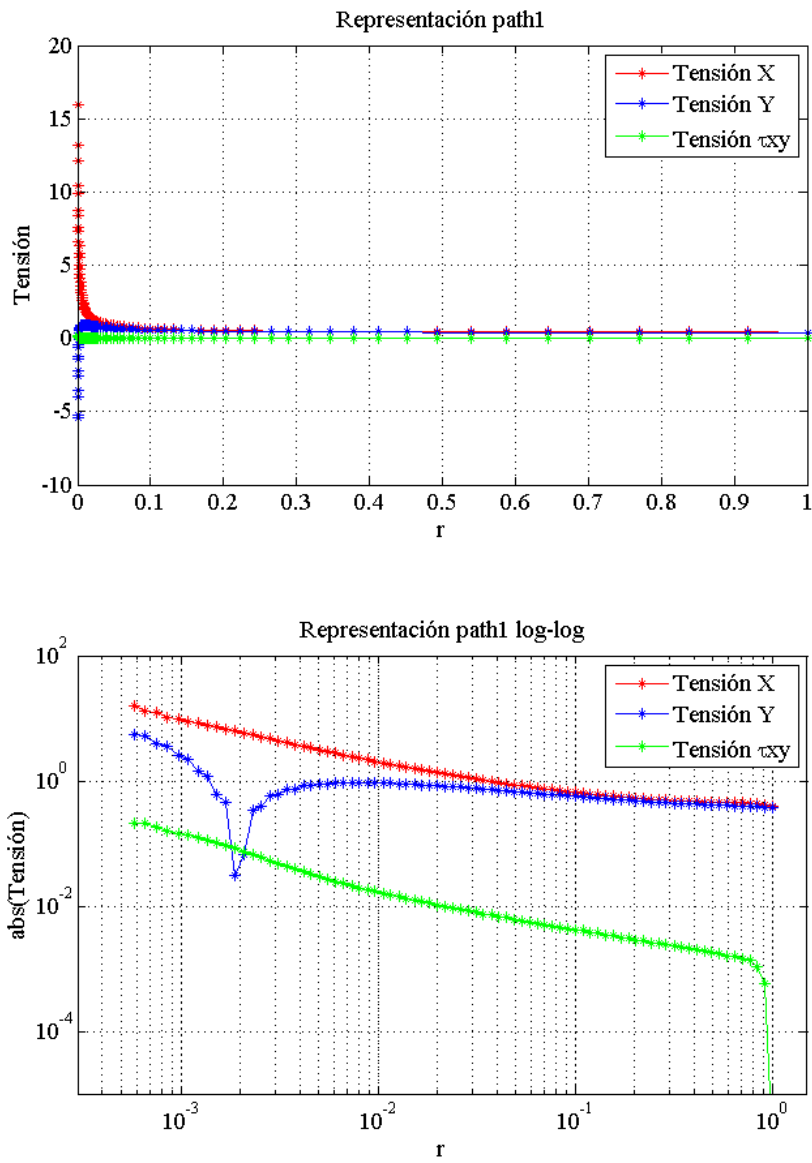 Representación path1
Tensión X
Tensión Y
Tensión τxy
Tensión
20
15
10
5
0
-5
-10
0 0.1 0.2 0.3 0.4 0.5 0.6 0.7 0.8 0.9 1
r
Representación path1 log-log
Tensión X
Tensión Y
Tensión τxy
abs(Tensión)
10^2
10^0
10^-2
10^-4
10^-3 10^-2 10^-1 10^0
r